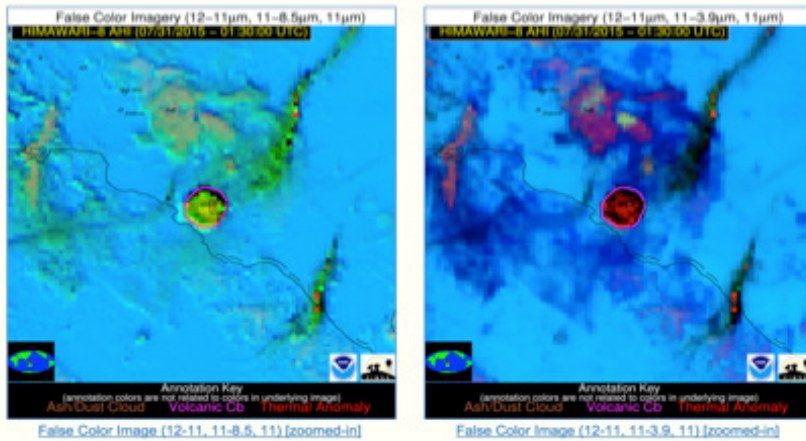 False Color Imagery (12−11µm, 11−8.5µm, 11µm)
HIMAWARI−8 AHI (07/31/2015 − 01:30:00 UTC)
Annotation Key
(annotation colors are not related to colors in underlying image)
Ash/Dust Cloud Volcanic Cb Thermal Anomaly
False Color Image (12-11, 11-8.5, 11) [zoomed-in]
False Color Imagery (12−11µm, 11−3.9µm, 11µm)
HIMAWARI−8 AHI (07/31/2015 − 01:30:00 UTC)
Annotation Key
(annotation colors are not related to colors in underlying image)
Ash/Dust Cloud Volcanic Cb Thermal Anomaly
False Color Image (12-11, 11-3.9, 11) [zoomed-in]